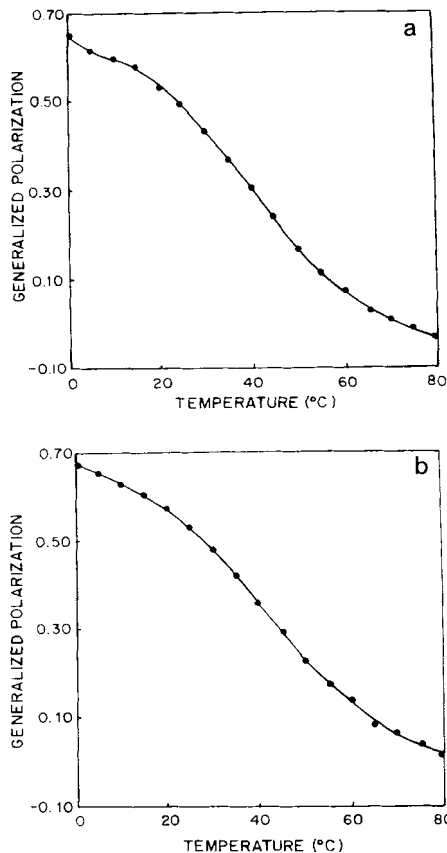 a
0.70
0.50
0.30
0.10
-0.10
GENERALIZED POLARIZATION
0 20 40 60 80
TEMPERATURE (°C)
b
0.70
0.50
0.30
0.10
-0.10
GENERALIZED POLARIZATION
0 20 40 60 80
TEMPERATURE (°C)